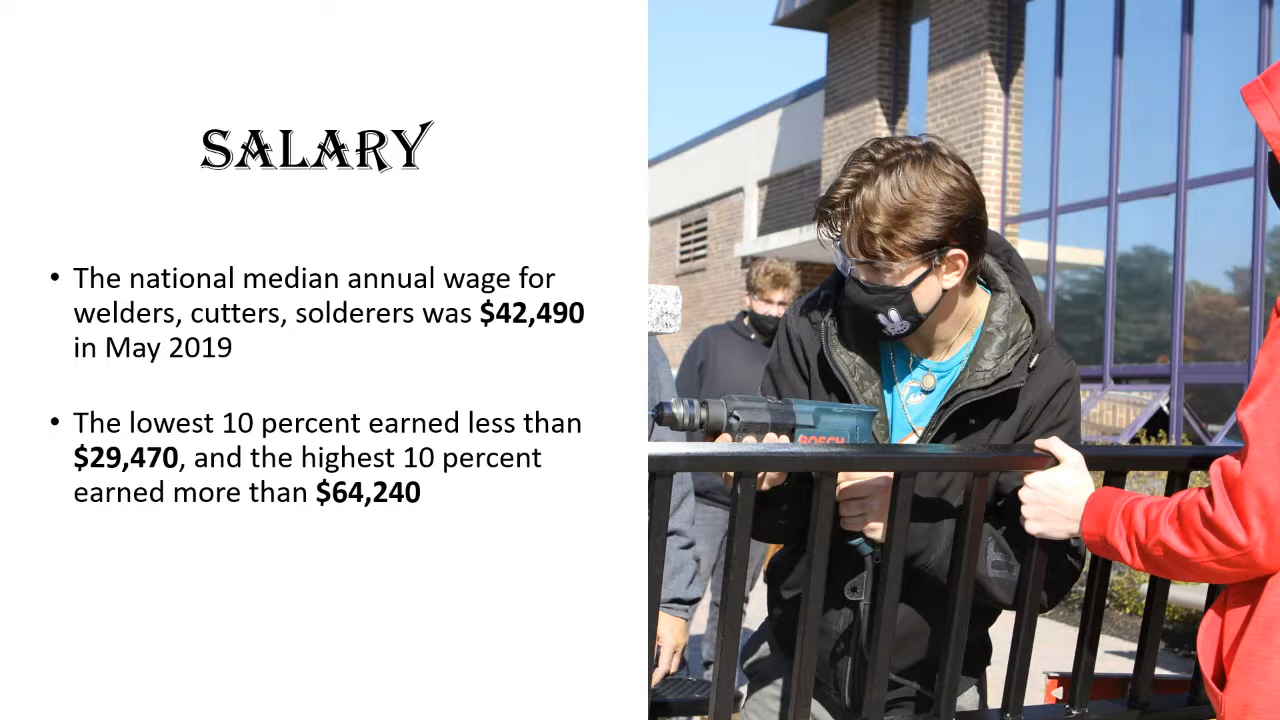 SALARY
• The national median annual wage for
welders, cutters, solderers was $42,490
in May 2019
• The lowest 10 percent earned less than
$29,470, and the highest 10 percent
earned more than $64,240
BOSCH